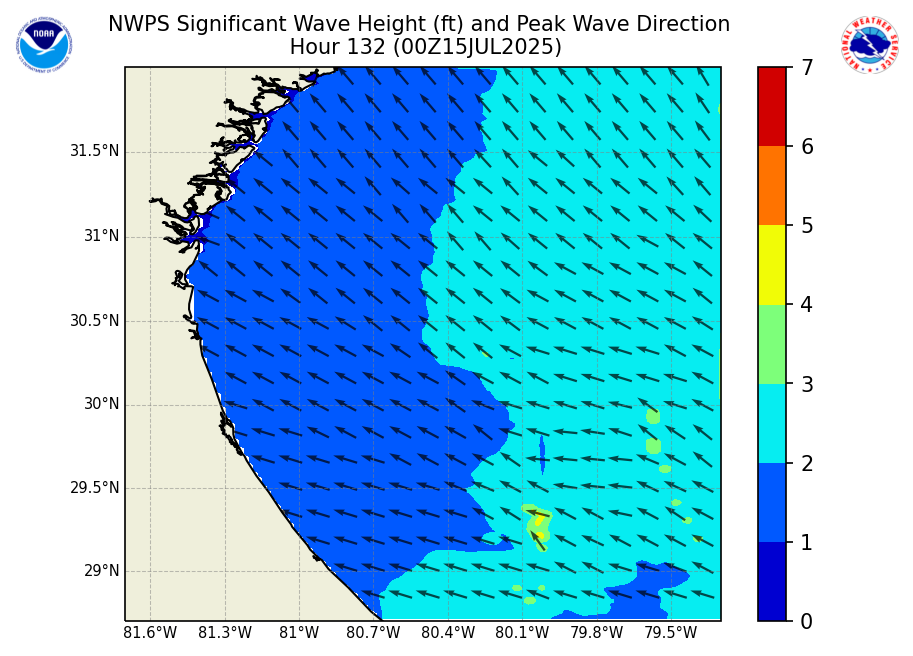 NWPS Significant Wave Height (ft) and Peak Wave Direction
Hour 132 (00Z15JUL2025)
NOAA
NATIONAL WEATHER SERVICE
31.5°N
31°N
30.5°N
30°N
29.5°N
29°N
81.6°W 81.3°W 81°W 80.7°W 80.4°W 80.1°W 79.8°W 79.5°W
7
6
5
4
3
2
1
0